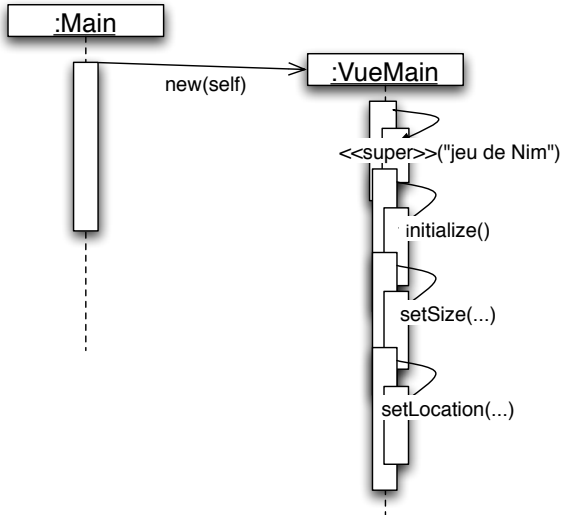 :Main
new(self)
:VueMain
<<super>>("jeu de Nim")
initialize()
setSize(...)
setLocation(...)